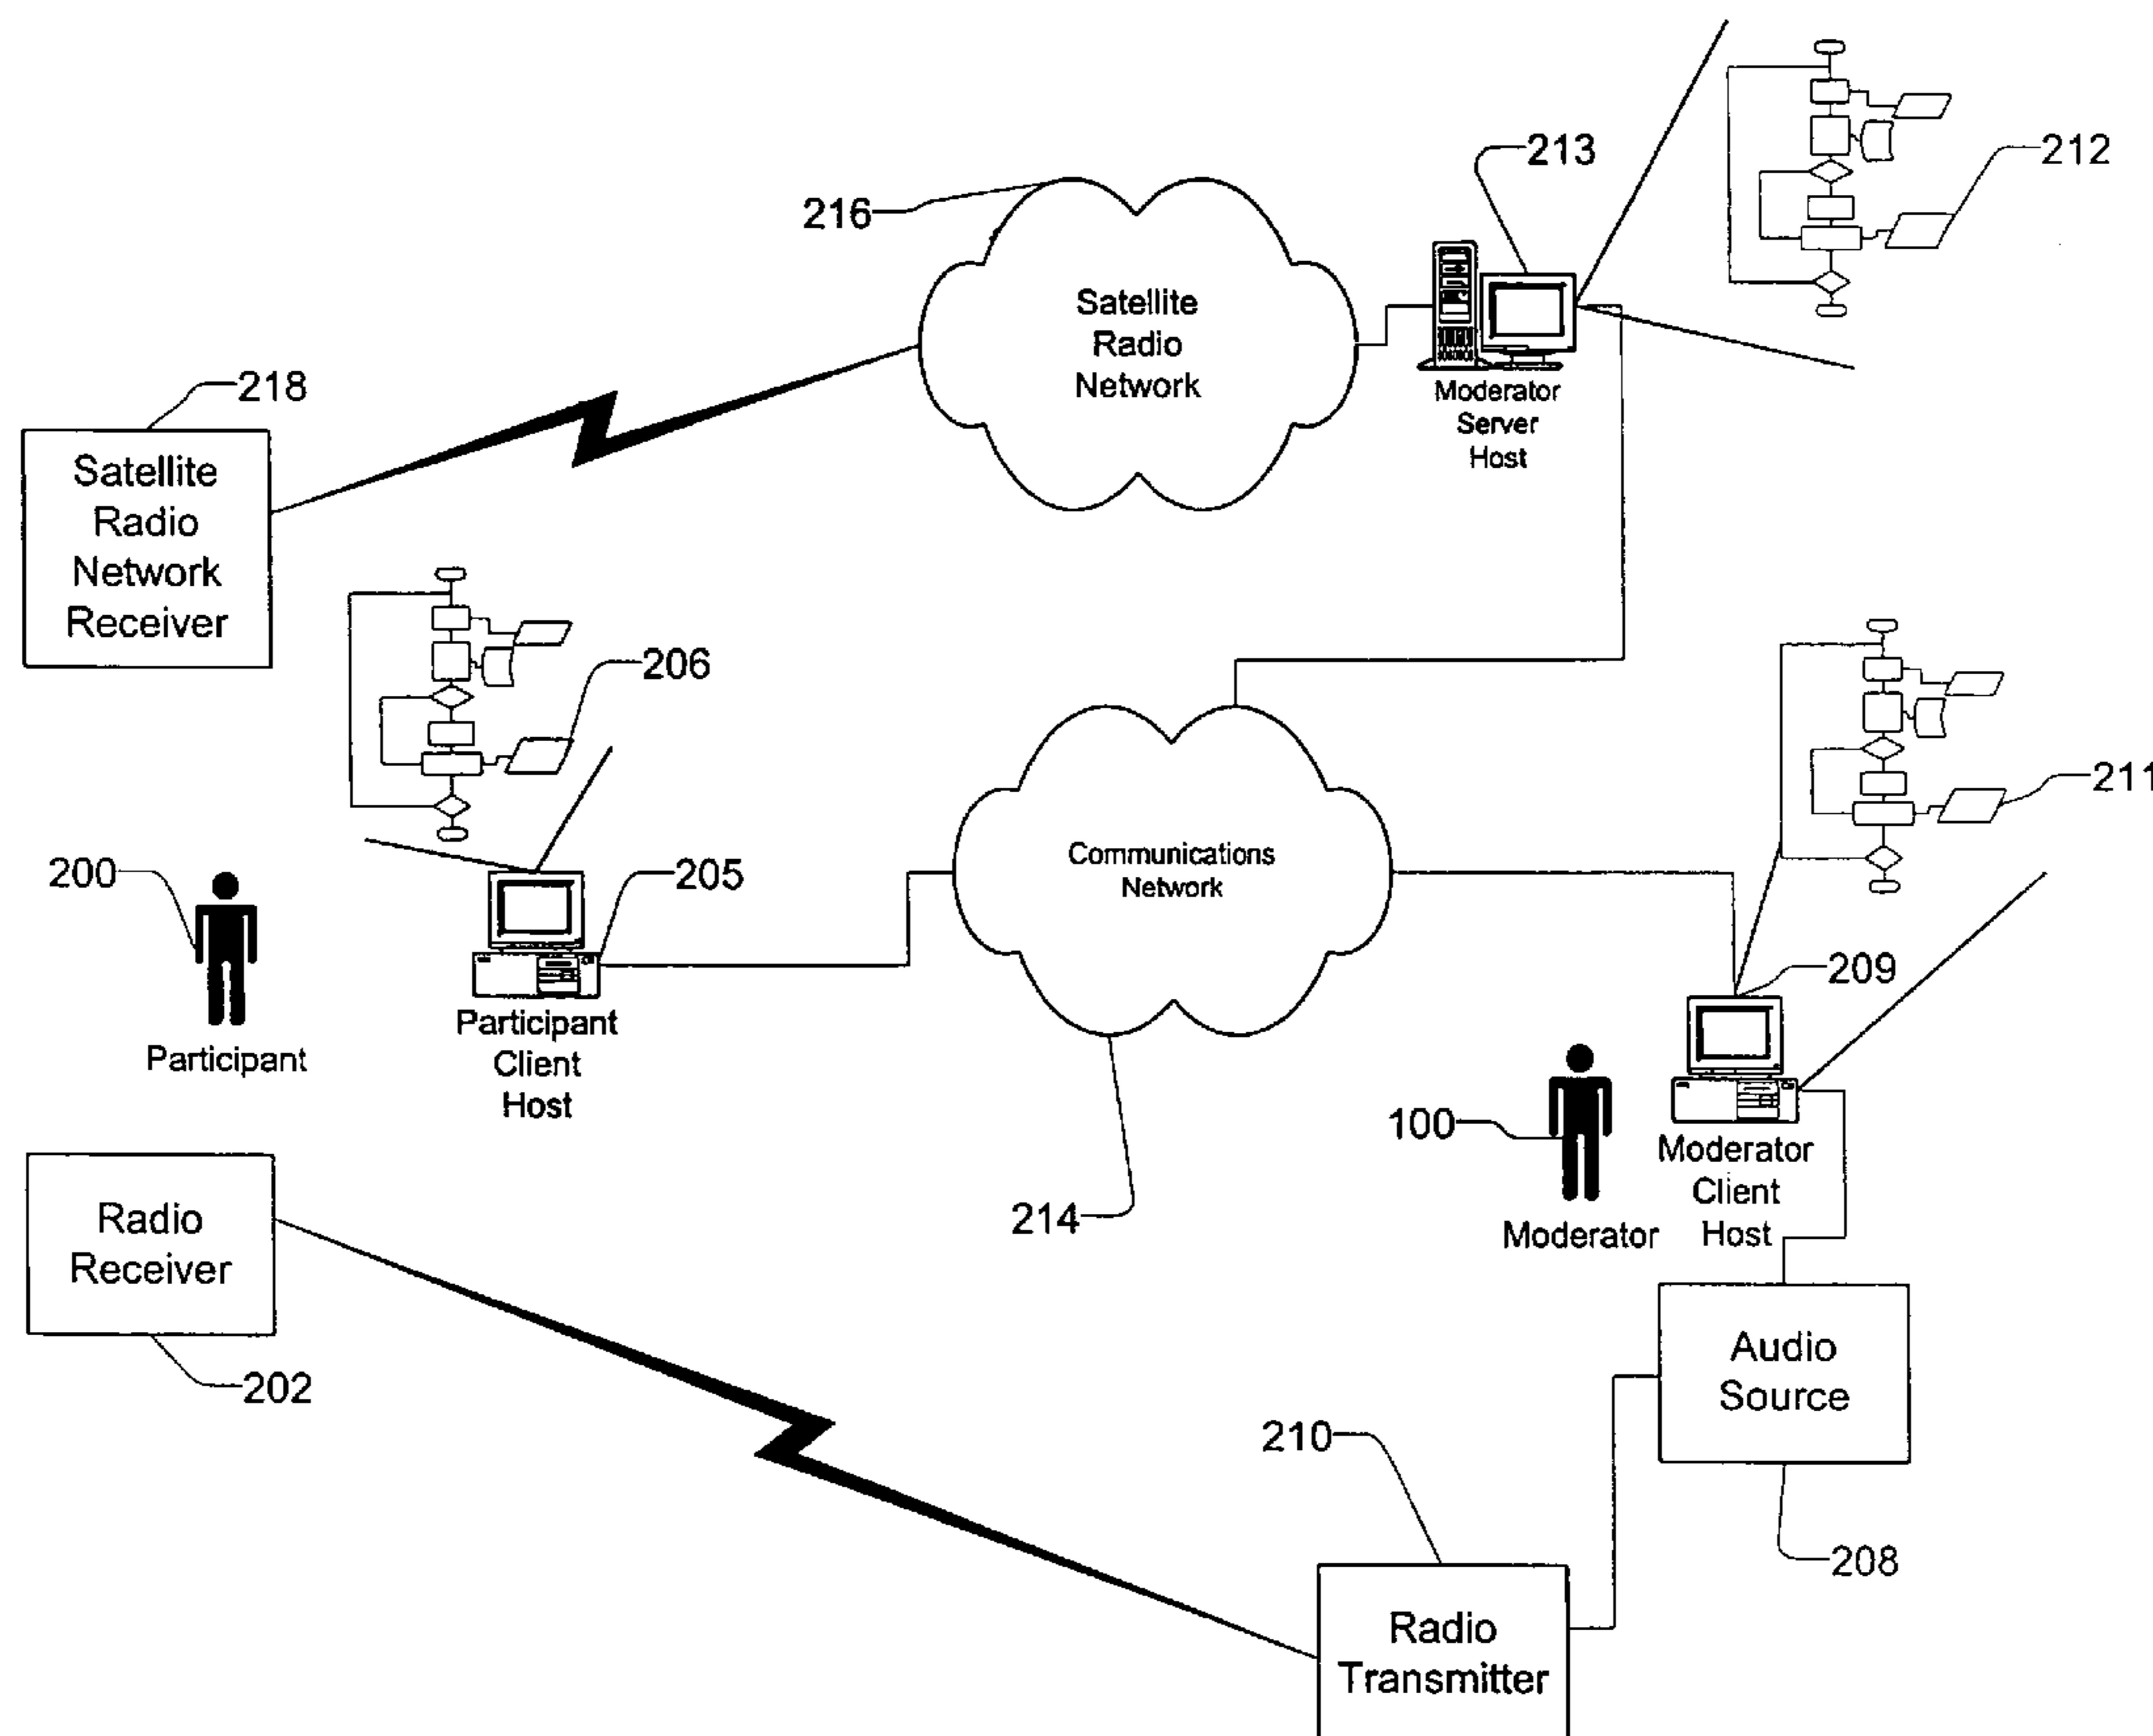 213
212
216
Satellite
Radio
Network
Moderator
Server
Host
218
Satellite
Radio
Network
Receiver
206
211
Communications
Network
200
205
209
Participant
Participant
Client
Host
100
Moderator
Moderator
Client
Host
214
Radio
Receiver
202
Audio
Source
210
208
Radio
Transmitter